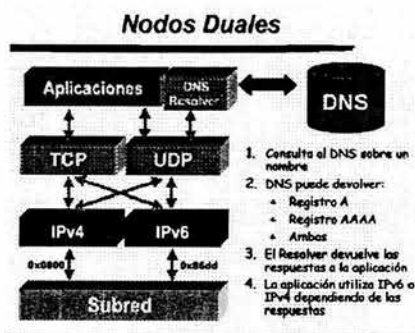 Nodos Duales
Aplicaciones
DNS
Resolver
DNS
TCP
UDP
IPv4
IPv6
0x0800
0x86dd
Subred
1. Consulta al DNS sobre un
nombre
2. DNS puede devolver:
Registro A
Registro AAAA
Ambos
3. El Resolver devuelve las
respuestas a la aplicación
4. La aplicación utiliza IPv6 o
IPv4 dependiendo de las
respuestas